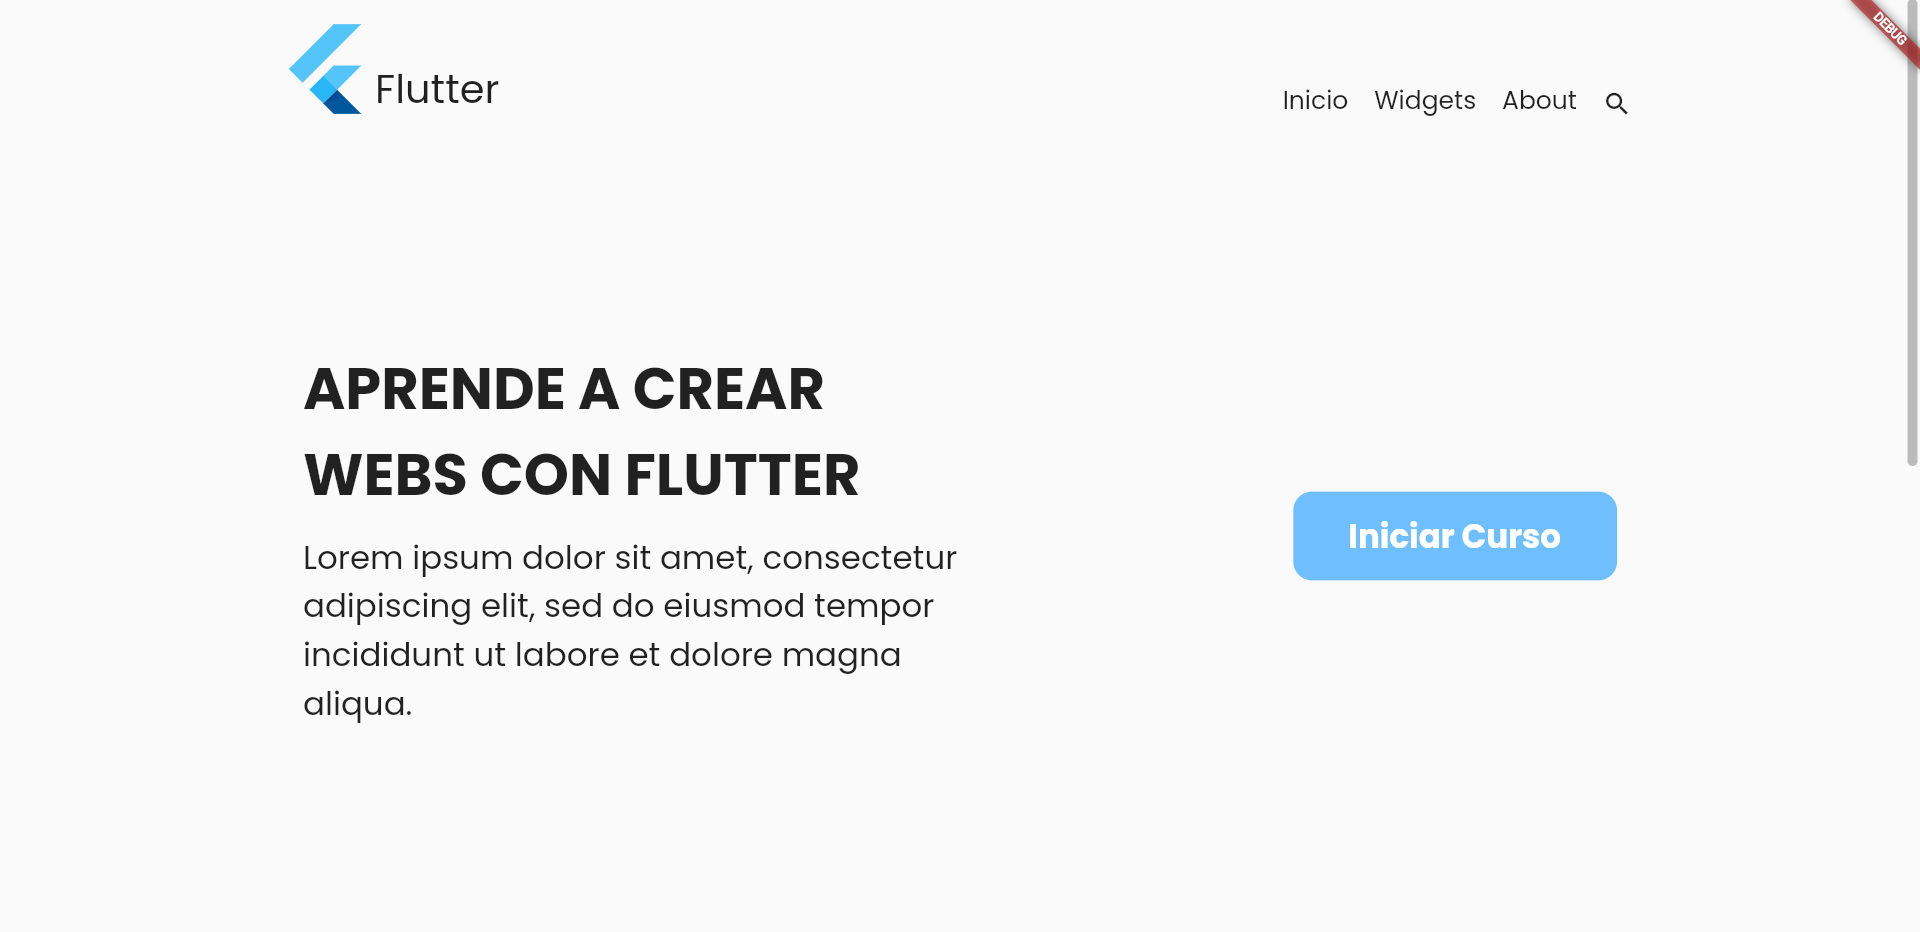 Flutter
Inicio Widgets About
DEBUG
APRENDE A CREAR
WEBS CON FLUTTER
Lorem ipsum dolor sit amet, consectetur
adipiscing elit, sed do eiusmod tempor
incididunt ut labore et dolore magna
aliqua.
Iniciar Curso